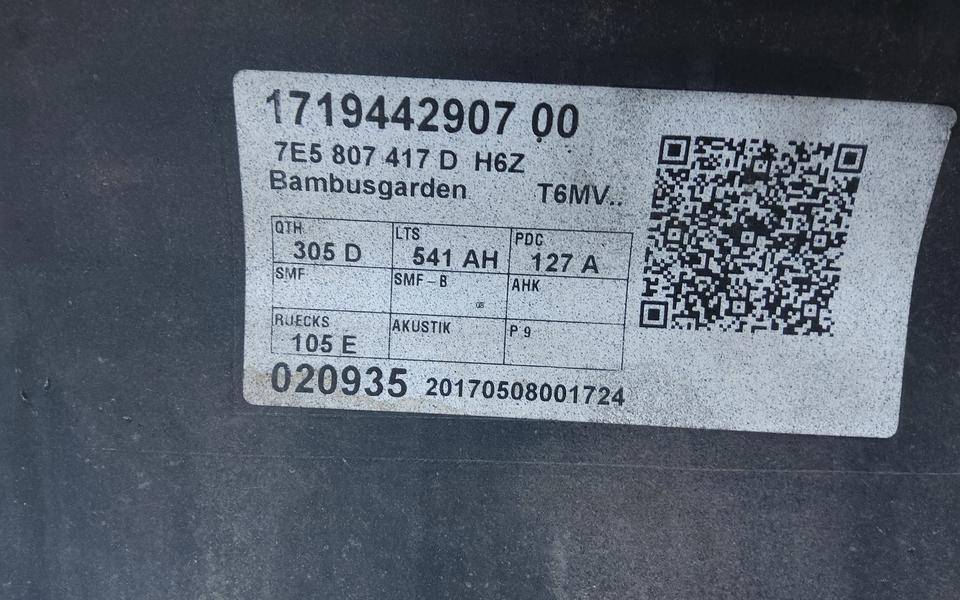 1719442907 00
7E5 807 417 D H6Z
Bambusgarden T6MV..
QTH LTS PDC
305 D 541 AH 127 A
SMF SMF-B AHK
RUECKS AKUSTIK P 9
105 E
020935 20170508001724